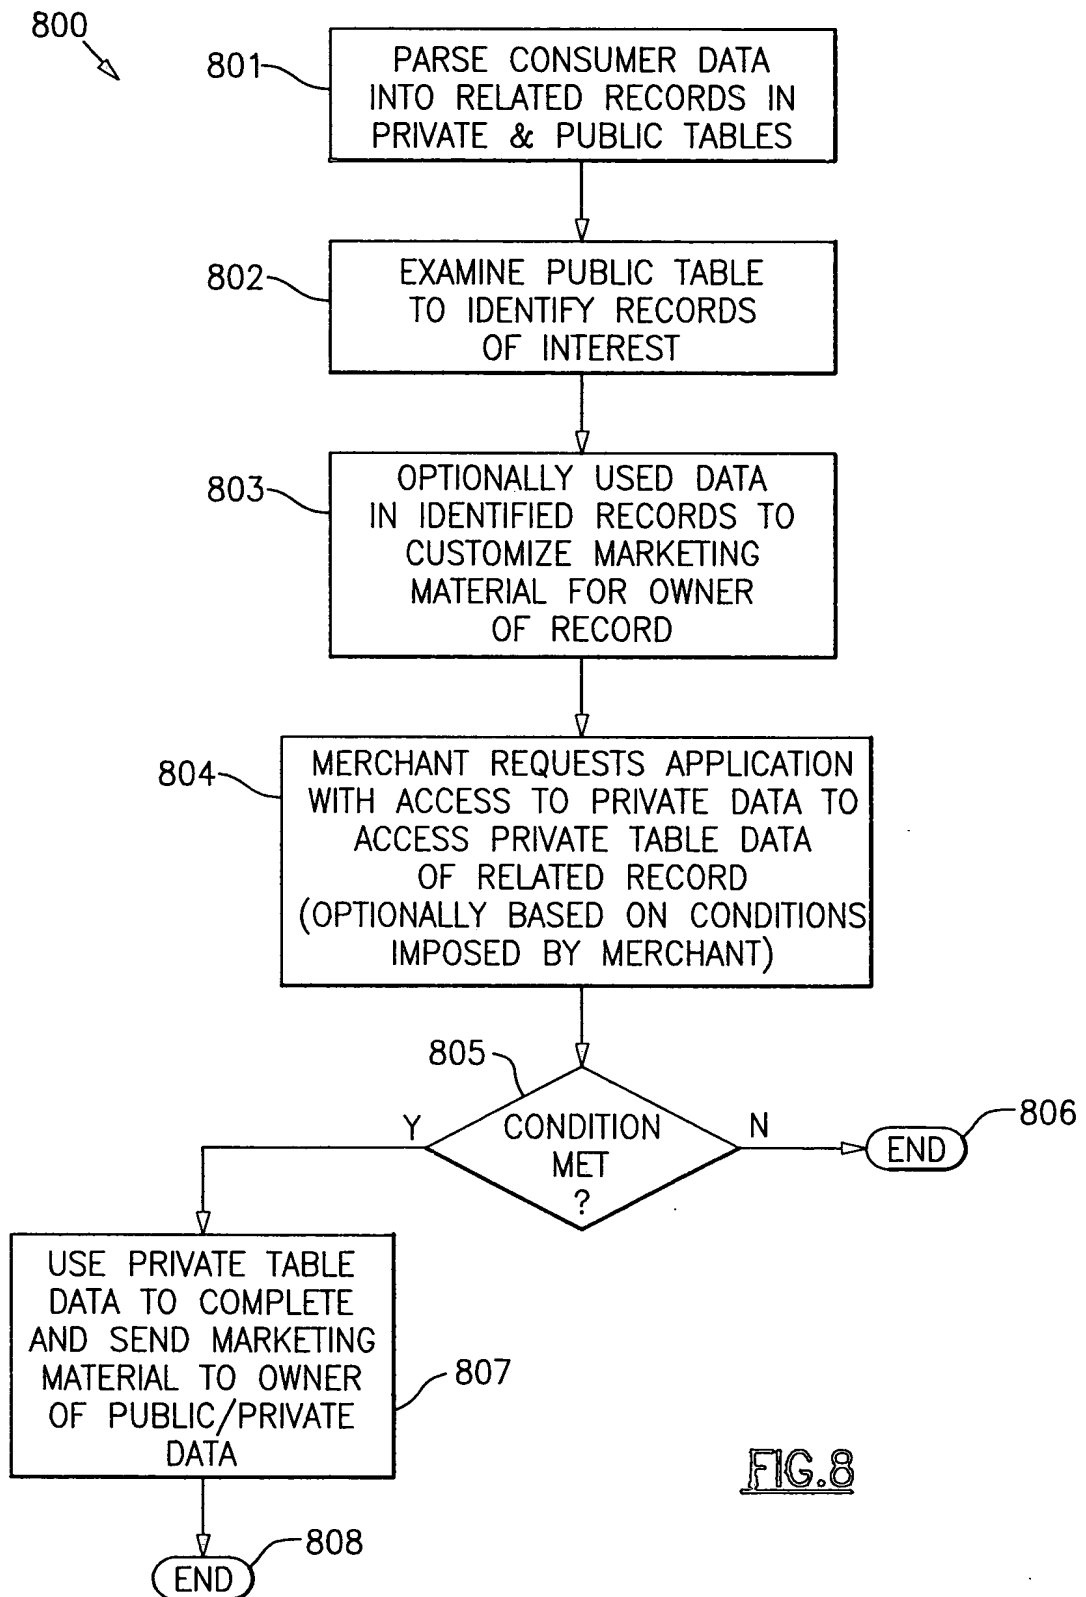 800
801
PARSE CONSUMER DATA
INTO RELATED RECORDS IN
PRIVATE & PUBLIC TABLES
802
EXAMINE PUBLIC TABLE
TO IDENTIFY RECORDS
OF INTEREST
803
OPTIONALLY USED DATA
IN IDENTIFIED RECORDS TO
CUSTOMIZE MARKETING
MATERIAL FOR OWNER
OF RECORD
804
MERCHANT REQUESTS APPLICATION
WITH ACCESS TO PRIVATE DATA TO
ACCESS PRIVATE TABLE DATA
OF RELATED RECORD
(OPTIONALLY BASED ON CONDITIONS
IMPOSED BY MERCHANT)
805
Y
CONDITION
MET
?
N
END
806
USE PRIVATE TABLE
DATA TO COMPLETE
AND SEND MARKETING
MATERIAL TO OWNER
OF PUBLIC/PRIVATE
DATA
807
FIG.8
END
808